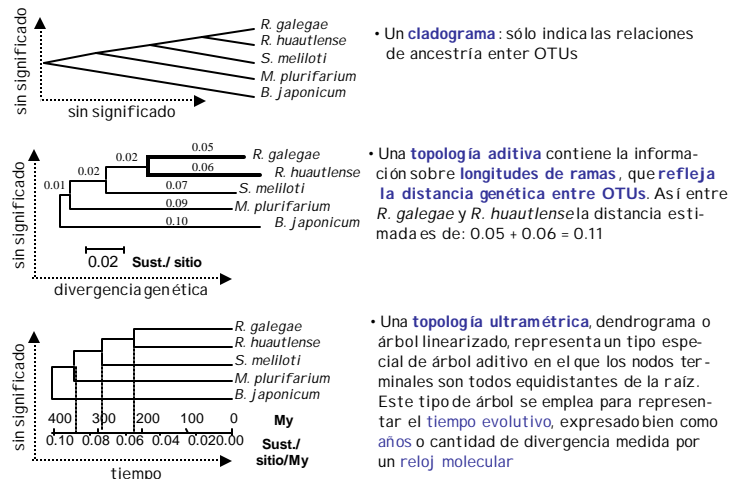 sin significado
R. galegae
R. huautlense
S. meliloti
M. plurifarium
B. japonicum
sin significado
• Un cladograma: sólo indica las relaciones
de ancestría enter OTUs
sin significado
0.05
0.02
R. galegae
0.06
0.02
R. huautlense
0.01
0.07
S. meliloti
0.09
M. plurifarium
0.10
B. japonicum
0.02 Sust./ sitio
divergencia genética
• Una topología aditiva contiene la informa-
ción sobre longitudes de ramas, que refleja
la distancia genética entre OTUs. Así entre
R. galegae y R. huautlense la distancia esti-
mada es de: 0.05 + 0.06 = 0.11
sin significado
R. galegae
R. huautlense
S. meliloti
M. plurifarium
B. japonicum
400 300 200 100 0 My
0.10 0.08 0.06 0.04 0.02 0.00 Sust./
sitio/My
tiempo
• Una topología ultramétrica, dendrograma o
árbol linearizado, representa un tipo espe-
cial de árbol aditivo en el que los nodos ter-
minales son todos equidistantes de la raíz.
Este tipo de árbol se emplea para represen-
tar el tiempo evolutivo, expresado bien como
años o cantidad de divergencia medida por
un reloj molecular